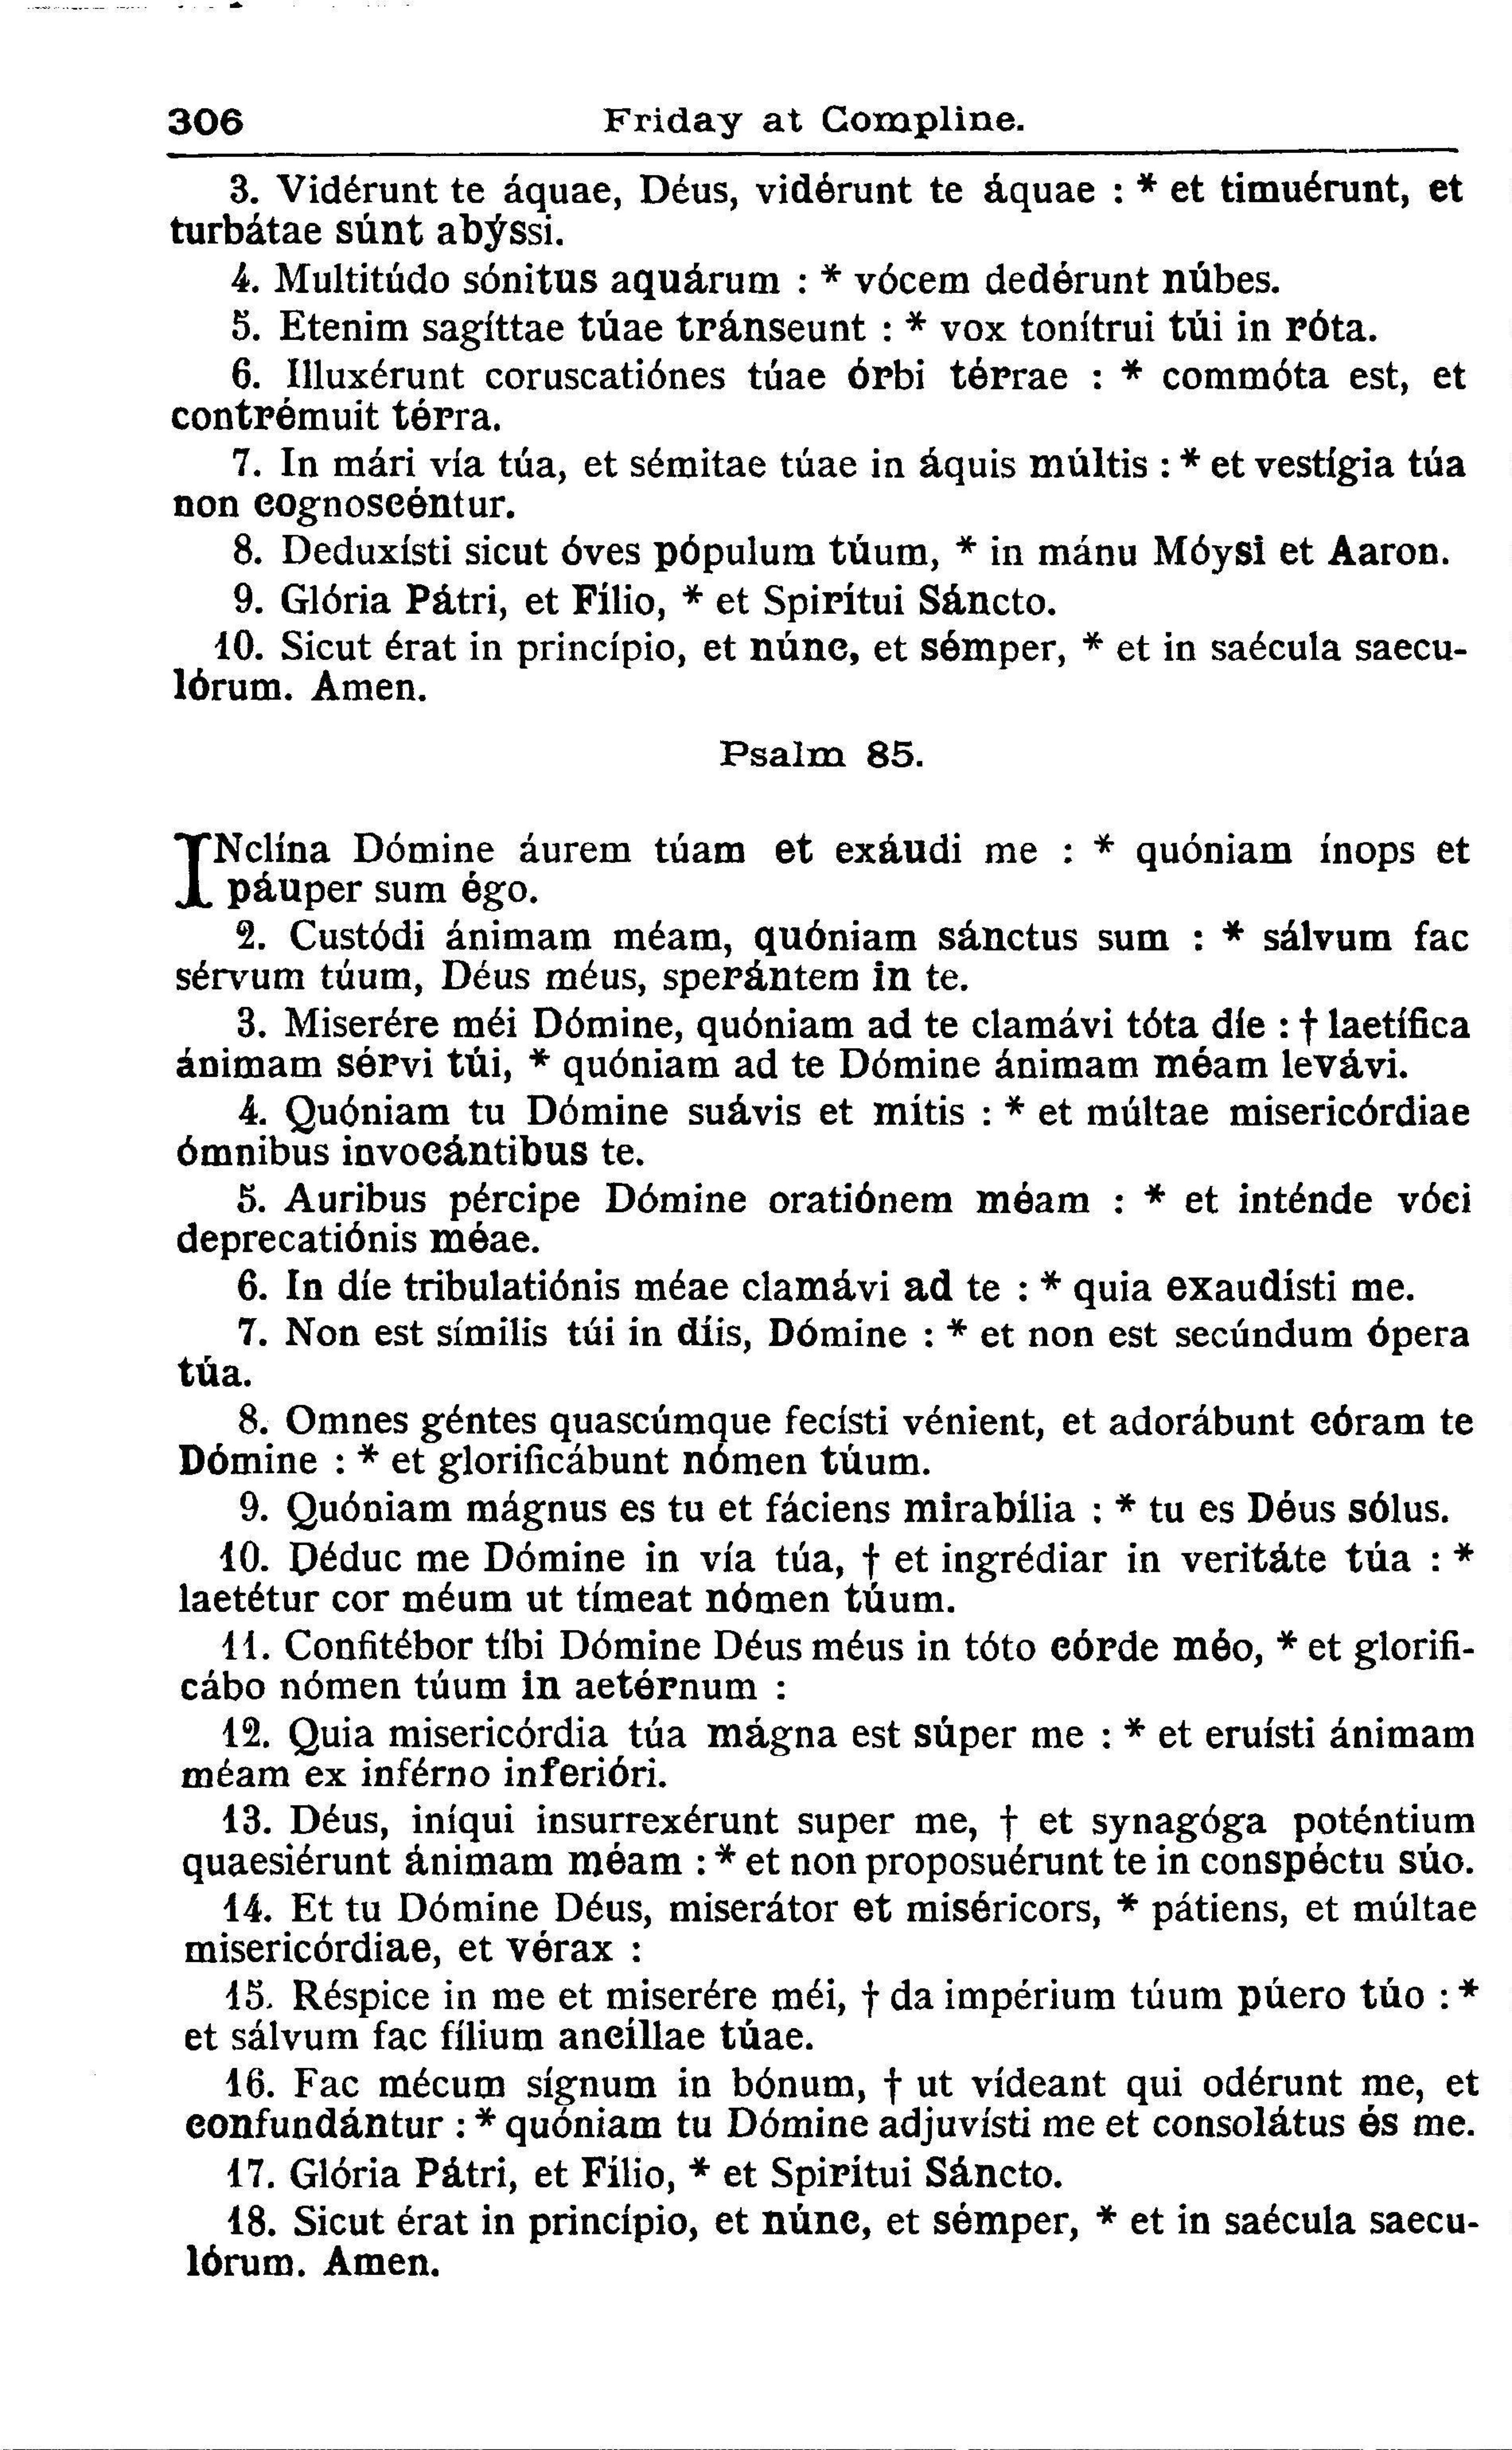 306 Friday at Compline.
3. Vidérunt te áquae, Déus, vidérunt te áquae : * et timuérunt, et
turbátae súnt abýssi.
4. Multitúdo sónitus aquárum : * vócem dedérunt núbes.
5. Etenim sagíttae túae tránseunt : * vox tonítrui túi in róta.
6. Illuxérunt coruscatiónes túae órbi térrae : * commóta est, et
contrémuit térra.
7. In mári vía túa, et sémitae túae in áquis múltis : * et vestígia túa
non cognoscéntur.
8. Deduxísti sicut óves pópulum túum, * in mánu Móysi et Aaron.
9. Glória Pátri, et Fílio, * et Spirítui Sáncto.
10. Sicut érat in princípio, et núnc, et sémper, * et in saécula saecu-
lórum. Amen.
Psalm 85.
INclína Dómine áurem túam et exáudi me : * quóniam ínops et
páuper sum égo.
2. Custódi ánimam méam, quóniam sánctus sum : * sálvum fac
sérvum túum, Déus méus, sperántem in te.
3. Miserére méi Dómine, quóniam ad te clamávi tóta díe : † laetífica
ánimam sérvi túi, * quóniam ad te Dómine ánimam méam levávi.
4. Quóniam tu Dómine suávis et mítis : * et múltae misericórdiae
ómnibus invocántibus te.
5. Auribus pércipe Dómine oratiónem méam : * et inténde vóci
deprecatiónis méae.
6. In díe tribulatiónis méae clamávi ad te : * quia exaudísti me.
7. Non est símilis túi in díis, Dómine : * et non est secúndum ópera
túa.
8. Omnes géntes quascúmque fecísti vénient, et adorábunt córam te
Dómine : * et glorificábunt nómen túum.
9. Quóniam mágnus es tu et fáciens mirabília : * tu es Déus sólus.
10. Déduc me Dómine in vía túa, † et ingrédiar in veritáte túa : *
laetétur cor méum ut tímeat nómen túum.
11. Confitébor tíbi Dómine Déus méus in tóto córde méo, * et glorifi-
cábo nómen túum in aetérnum :
12. Quia misericórdia túa mágna est súper me : * et eruísti ánimam
méam ex inférno inferióri.
13. Déus, iníqui insurrexérunt super me, † et synagóga poténtium
quaesiérunt ánimam méam : * et non proposuérunt te in conspéctu súo.
14. Et tu Dómine Déus, miserátor et miséricors, * pátiens, et múltae
misericórdiae, et vérax :
15. Réspice in me et miserére méi, † da impérium túum púero túo : *
et sálvum fac fílium ancíllae túae.
16. Fac mécum sígnum in bónum, † ut vídeant qui odérunt me, et
confundántur : * quóniam tu Dómine adjuvísti me et consolátus és me.
17. Glória Pátri, et Fílio, * et Spirítui Sáncto.
18. Sicut érat in princípio, et núnc, et sémper, * et in saécula saecu-
lórum. Amen.